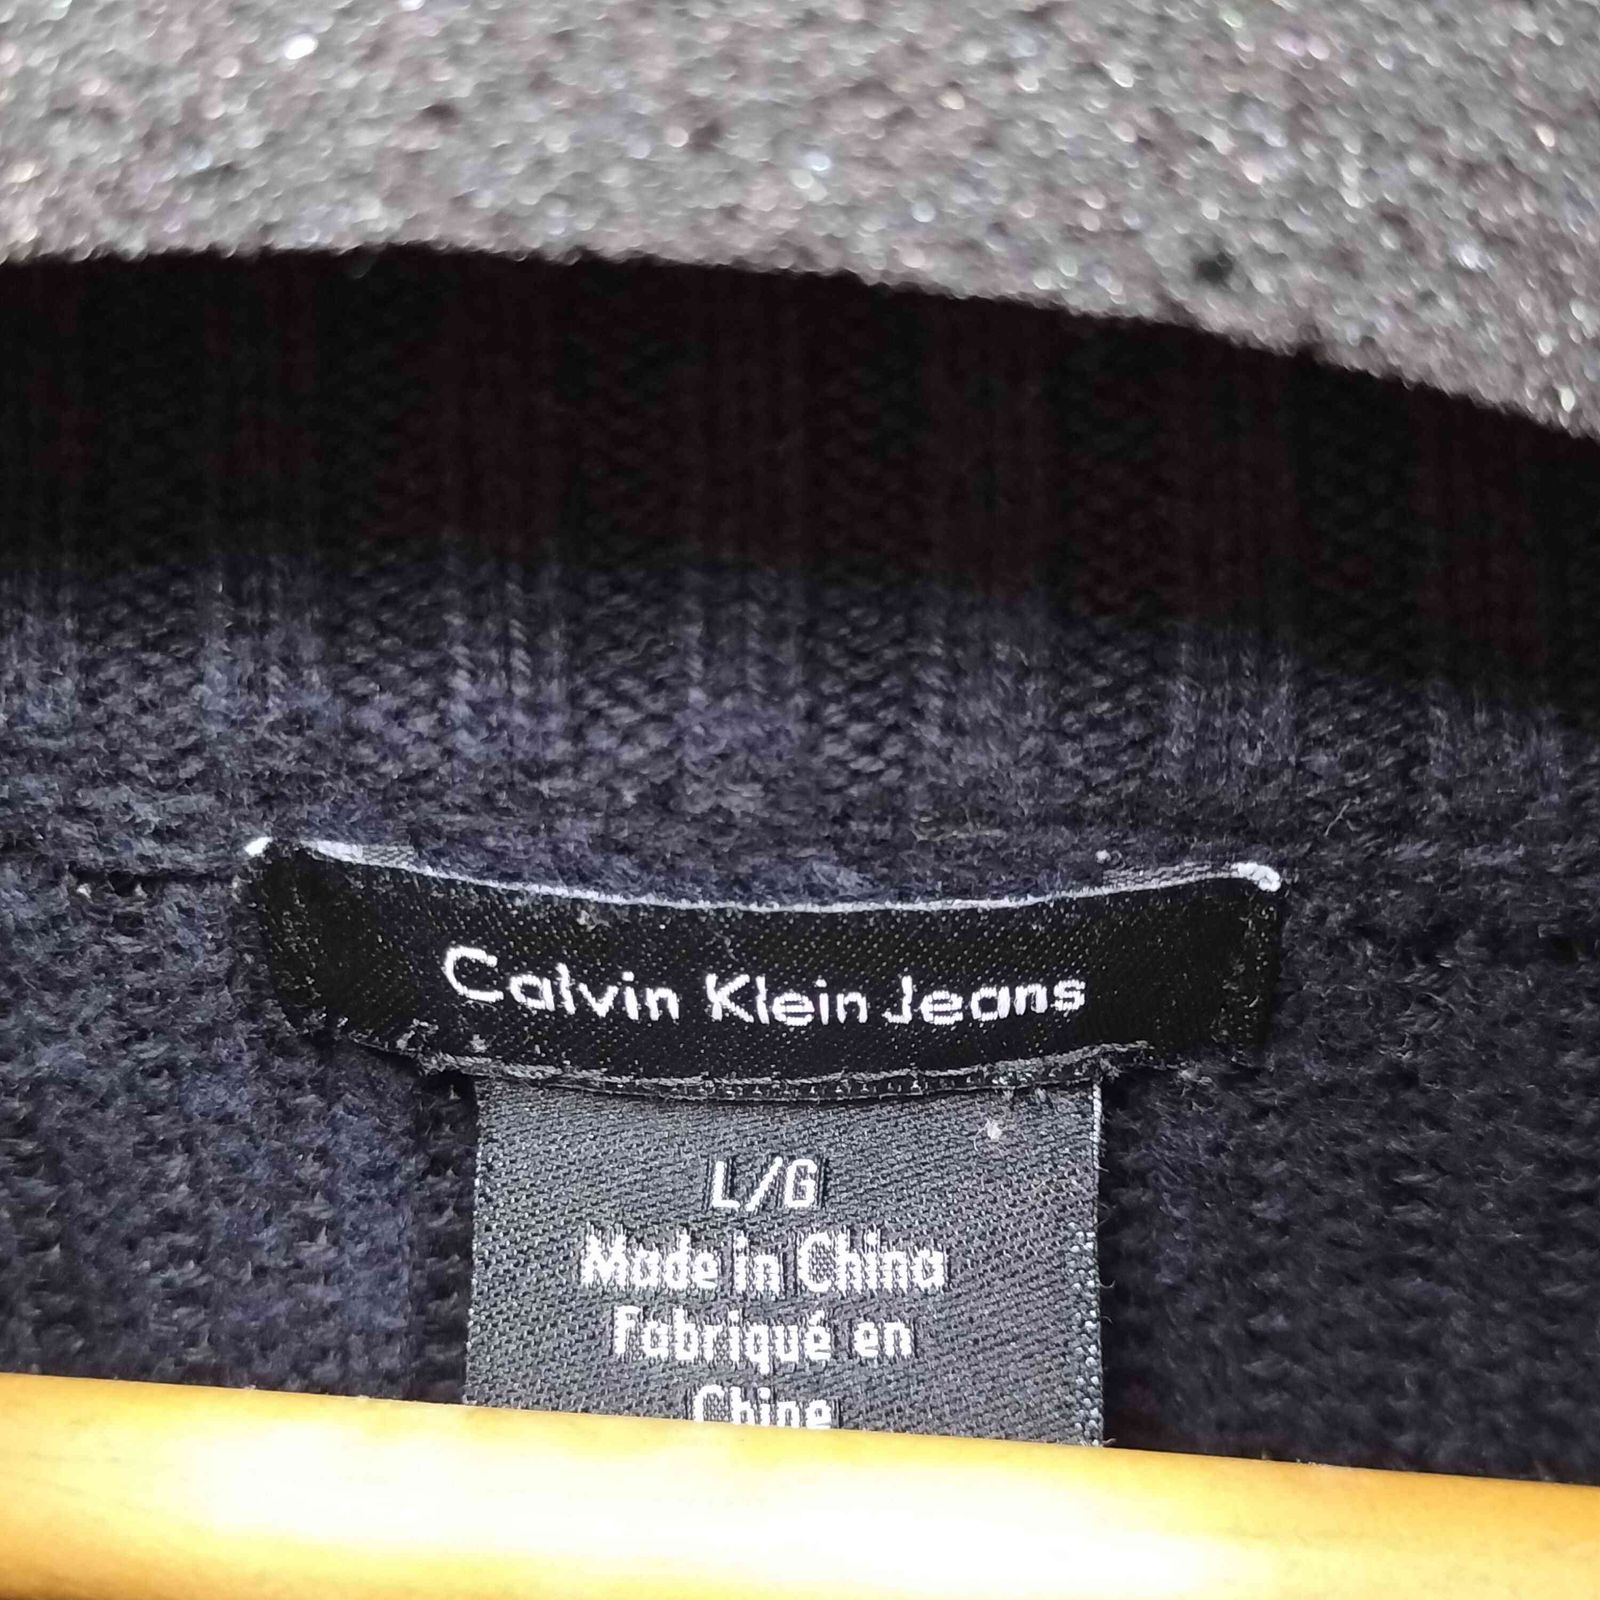 Calvin Klein Jeans
L/G
Made in China
Fabriqué en
Chine